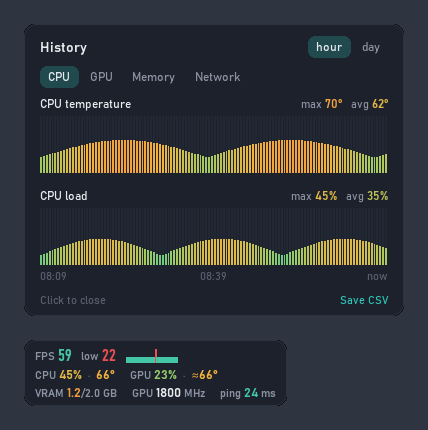 History hour day
CPU GPU Memory Network
CPU temperature max 70° avg 62°
CPU load max 45% avg 35%
08:09 08:39 now
Click to close Save CSV
FPS 59 low 22
CPU 45% · 66° GPU 23% · ≈66°
VRAM 1.2/2.0 GB GPU 1800 MHz ping 24 ms